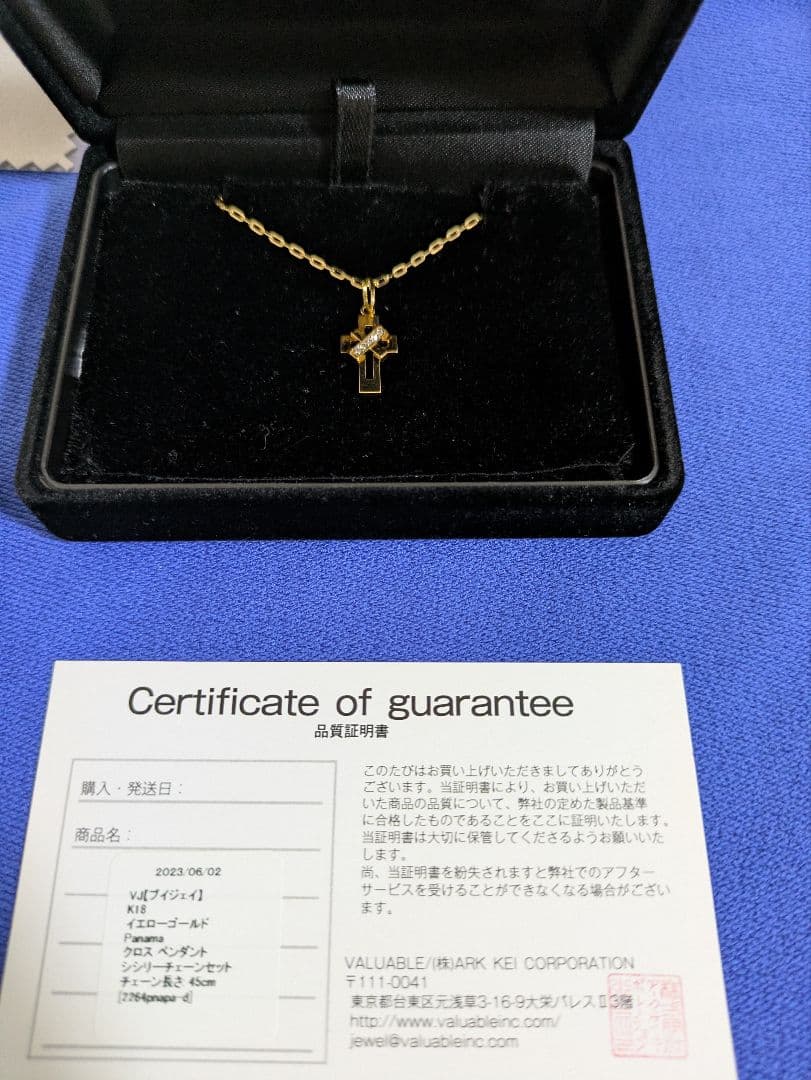 Certificate of guarantee
品質証明書
購入・発送日：
商品名：
2023/06/02
VJ【ブイジェイ】
K18
イエローゴールド
Panama
クロス ペンダント
シシリーチェーンセット
チェーン長さ 45cm
[2264pnapa-d]
このたびはお買い上げいただきましてありがとう
ございます。当証明書により、お買い上げいただ
いた商品の品質について、弊社の定めた製品基準
に合格したものであることをここに証明いたします。
当証明書は大切に保管してくださるようお願いいた
します。
尚、当証明書を紛失されますと弊社でのアフター
サービスを受けることができなくなる場合がござい
ます。
VALUABLE/(株)ARK KEI CORPORATION
〒111-0041
東京都台東区元浅草3-16-9大栄パレスⅡ3階
http://www.valuableinc.com/
jewel@valuableinc.com